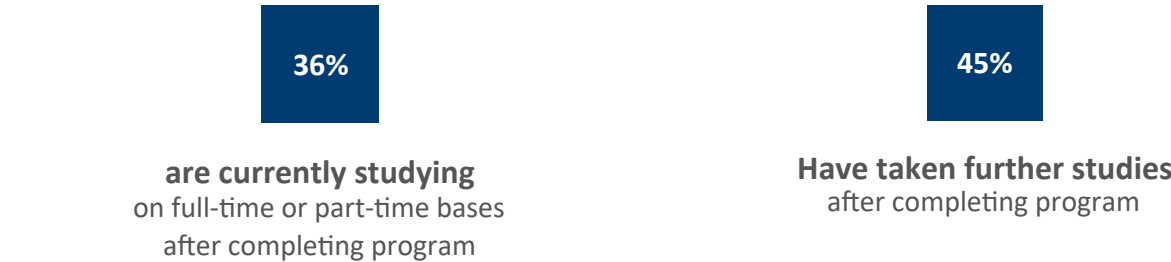 36%
are currently studying
on full-time or part-time bases
after completing program
45%
Have taken further studies
after completing program